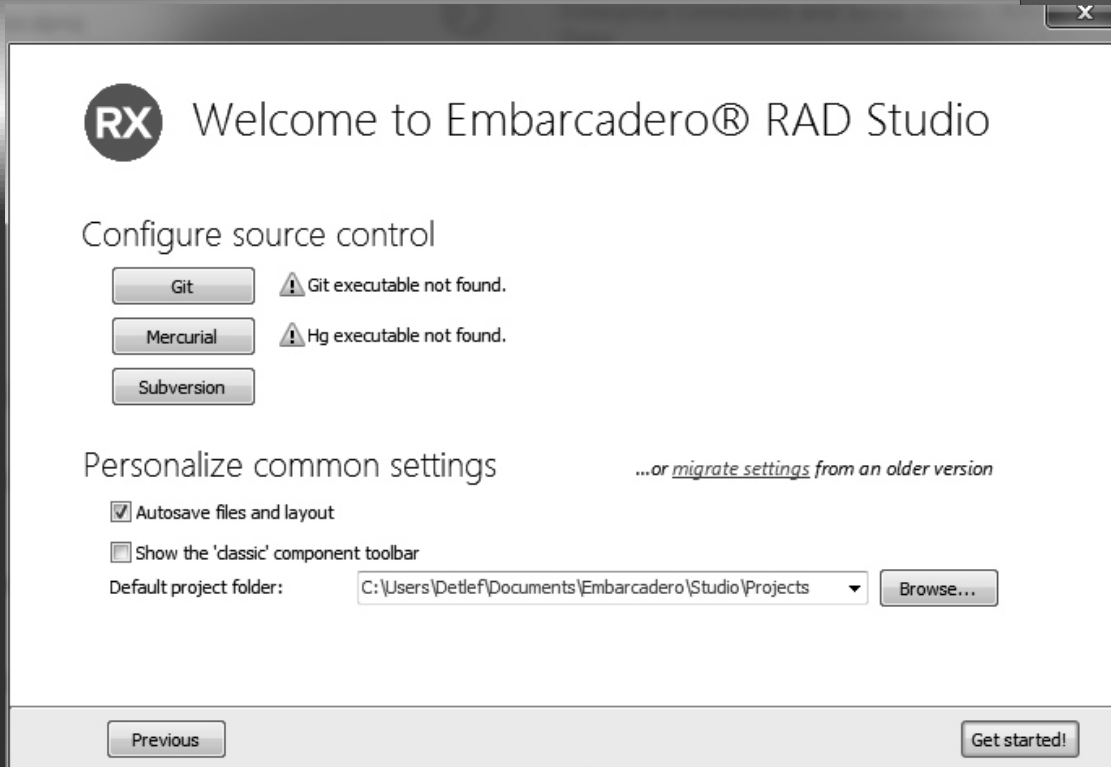 RX Welcome to Embarcadero® RAD Studio
Configure source control
Git Git executable not found.
Mercurial Hg executable not found.
Subversion
Personalize common settings ...or migrate settings from an older version
Autosave files and layout
Show the 'classic' component toolbar
Default project folder: C:\Users\Detlef\Documents\Embarcadero\Studio\Projects Browse...
Previous Get started!